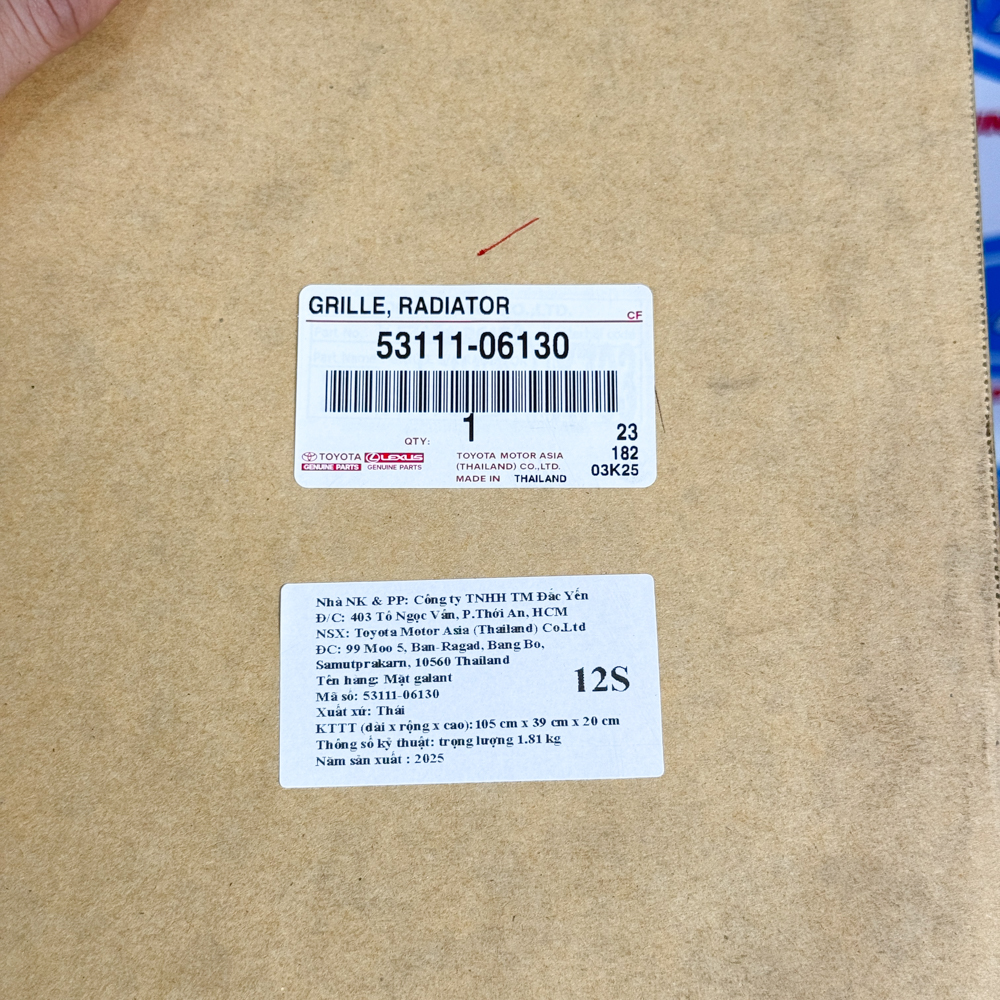 GRILLE, RADIATOR
CF
53111-06130
QTY: 1
23
182
03K25
TOYOTA GENUINE PARTS
LEXUS GENUINE PARTS
TOYOTA MOTOR ASIA
(THAILAND) CO.,LTD.
MADE IN THAILAND
Nhà NK & PP: Công ty TNHH TM Đắc Yến
Đ/C: 403 Tô Ngọc Vân, P.Thới An, HCM
NSX: Toyota Motor Asia (Thailand) Co.Ltd
ĐC: 99 Moo 5, Ban-Ragad, Bang Bo,
Samutprakarn, 10560 Thailand
Tên hàng: Mặt galant
Mã số: 53111-06130
Xuất xứ: Thái
KTTT (dài x rộng x cao): 105 cm x 39 cm x 20 cm
Thông số kỹ thuật: trọng lượng 1.81 kg
Năm sản xuất : 2025
12S